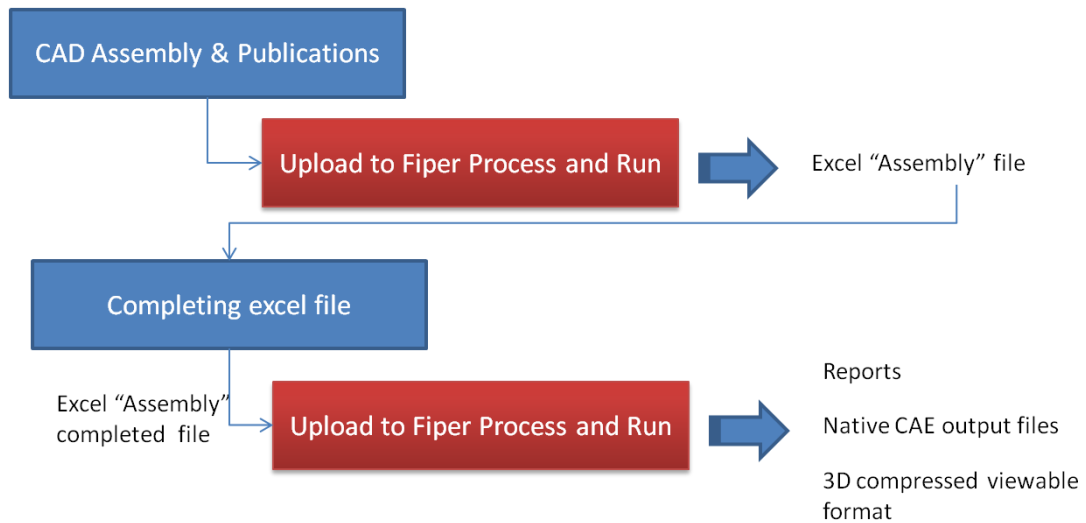 CAD Assembly & Publications
Upload to Fiper Process and Run
Excel “Assembly” file
Completing excel file
Excel “Assembly”
completed file
Upload to Fiper Process and Run
Reports
Native CAE output files
3D compressed viewable
format